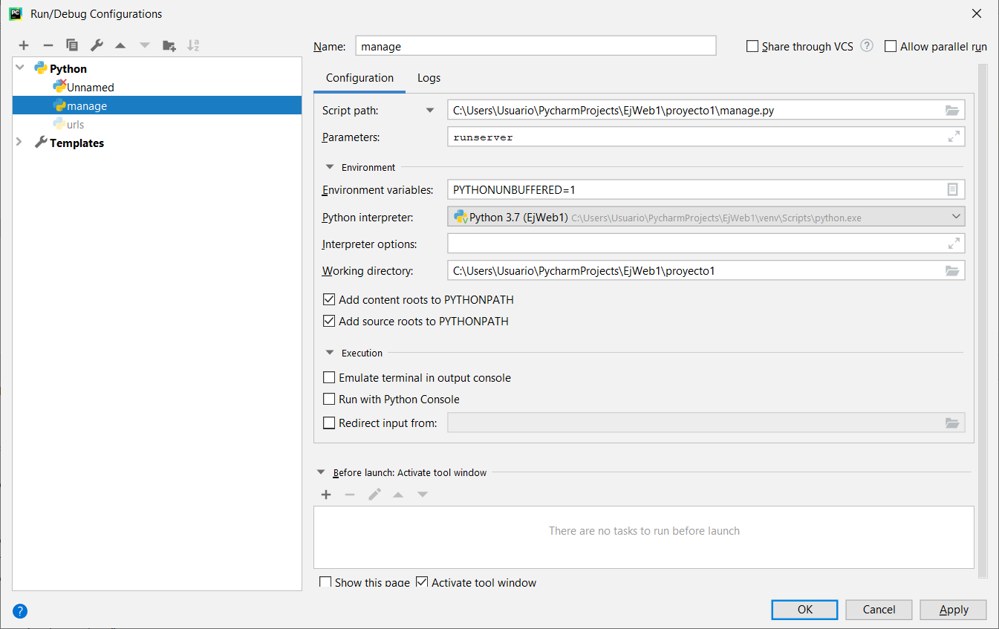 Run/Debug Configurations
Name: manage
Share through VCS ? Allow parallel run
Python
Unnamed
manage
urls
Templates
Configuration Logs
Script path: C:\Users\Usuario\PycharmProjects\EjWeb1\proyecto1\manage.py
Parameters: runserver
Environment
Environment variables: PYTHONUNBUFFERED=1
Python interpreter: Python 3.7 (EjWeb1) C:\Users\Usuario\PycharmProjects\EjWeb1\venv\Scripts\python.exe
Interpreter options:
Working directory: C:\Users\Usuario\PycharmProjects\EjWeb1\proyecto1
Add content roots to PYTHONPATH
Add source roots to PYTHONPATH
Execution
Emulate terminal in output console
Run with Python Console
Redirect input from:
Before launch: Activate tool window
There are no tasks to run before launch
Show this page Activate tool window
? OK Cancel Apply